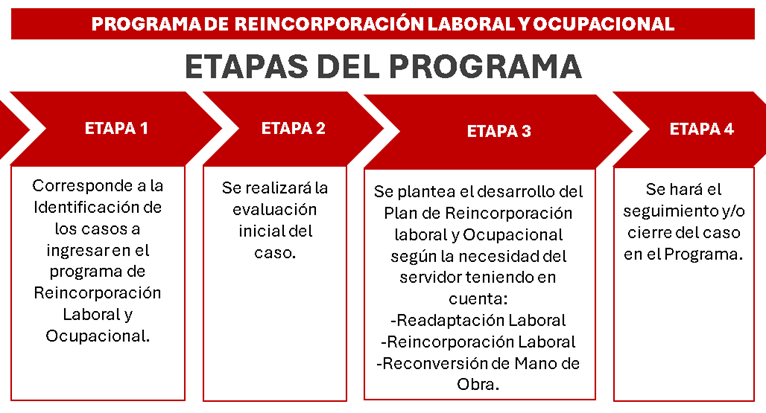 PROGRAMA DE REINCORPORACIÓN LABORAL Y OCUPACIONAL
ETAPAS DEL PROGRAMA
ETAPA 1
Corresponde a la
Identificación de
los casos a
ingresar en el
programa de
Reincorporación
Laboral y
Ocupacional.
ETAPA 2
Se realizará la
evaluación
inicial del
caso.
ETAPA 3
Se plantea el desarrollo del
Plan de Reincorporación
laboral y Ocupacional
según la necesidad del
servidor teniendo en
cuenta:
-Readaptación Laboral
-Reincorporación Laboral
-Reconversión de Mano de
Obra.
ETAPA 4
Se hará el
seguimiento y/o
cierre del caso
en el Programa.